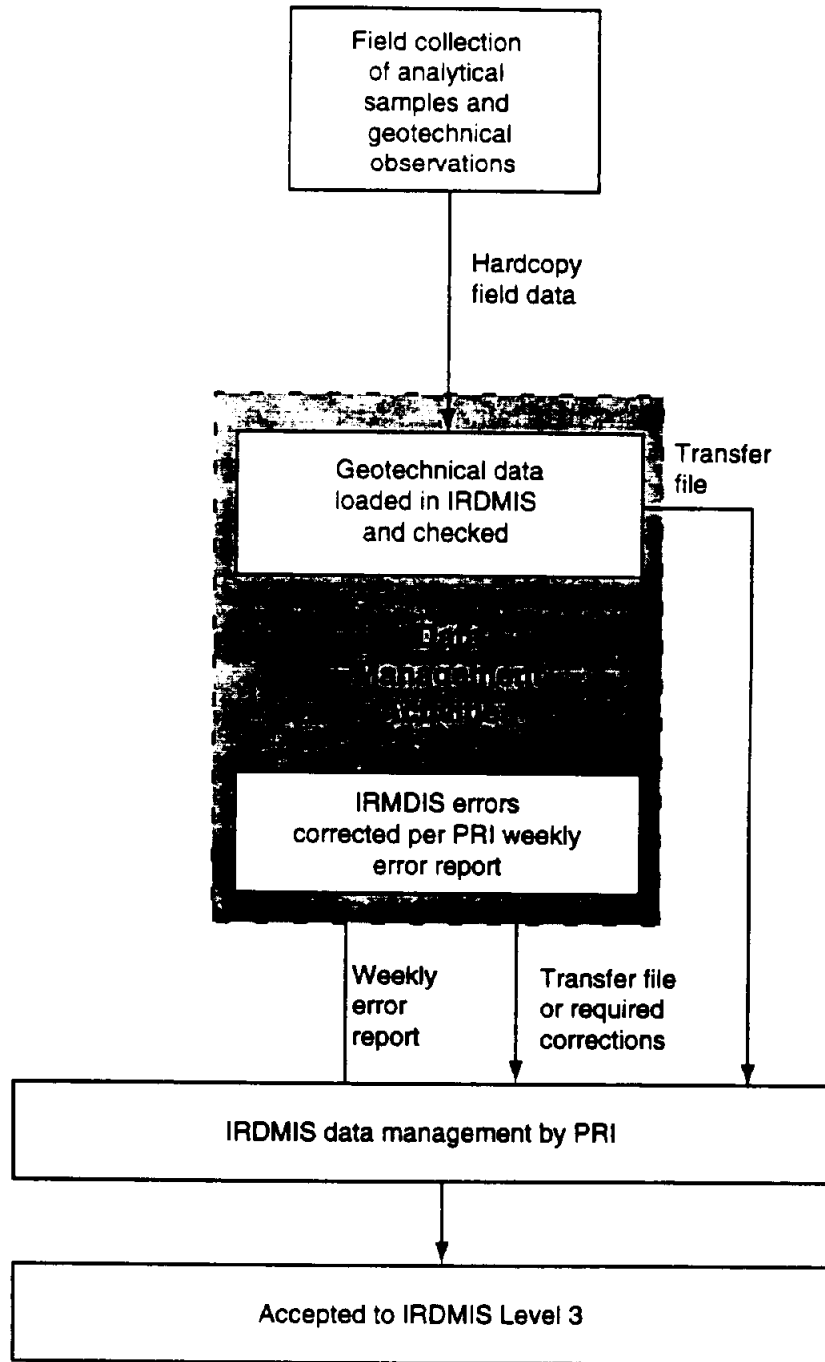 Field collection
of analytical
samples and
geotechnical
observations
Hardcopy
field data
Geotechnical data
loaded in IRDMIS
and checked
Transfer
file
Data
Management
IRMDIS errors
corrected per PRI weekly
error report
Weekly
error
report
Transfer file
or required
corrections
IRDMIS data management by PRI
Accepted to IRDMIS Level 3